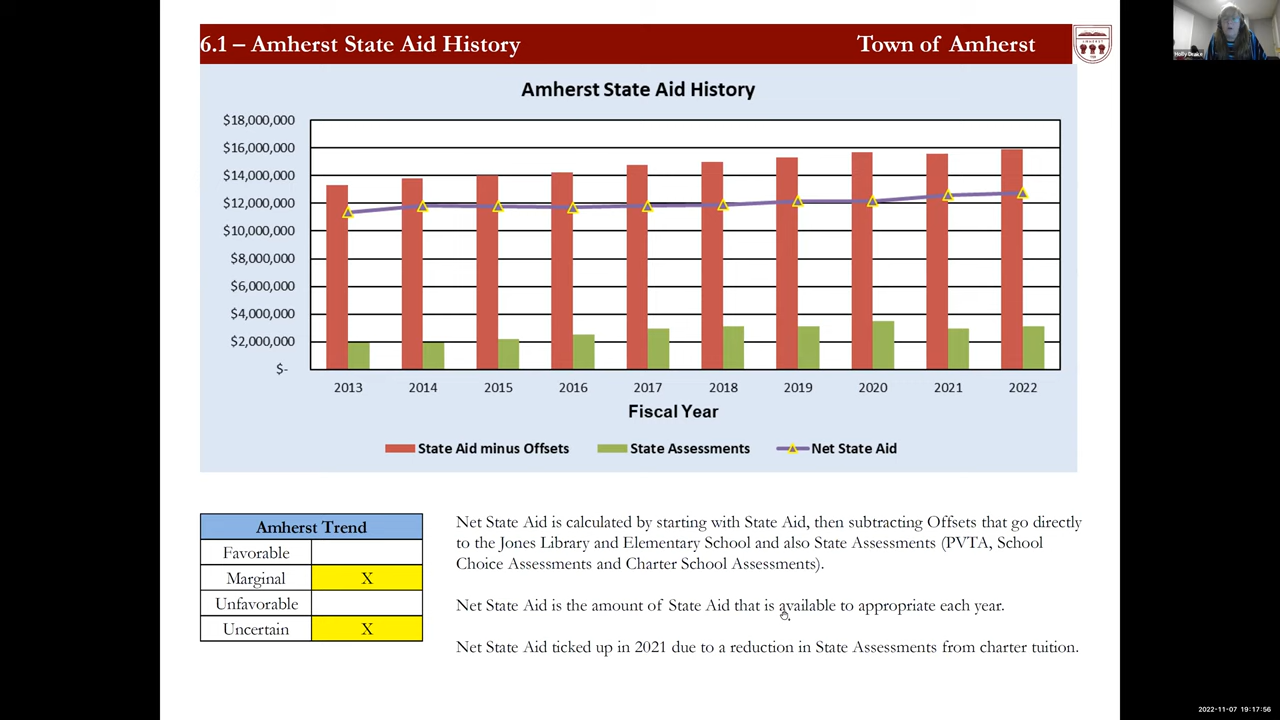 6.1 – Amherst State Aid History Town of Amherst
Holly Drake
Amherst State Aid History
$18,000,000
$16,000,000
$14,000,000
$12,000,000
$10,000,000
$8,000,000
$6,000,000
$4,000,000
$2,000,000
$-
2013 2014 2015 2016 2017 2018 2019 2020 2021 2022
Fiscal Year
State Aid minus Offsets State Assessments Net State Aid
Amherst Trend
Favorable
Marginal X
Unfavorable
Uncertain X
Net State Aid is calculated by starting with State Aid, then subtracting Offsets that go directly
to the Jones Library and Elementary School and also State Assessments (PVTA, School
Choice Assessments and Charter School Assessments).
Net State Aid is the amount of State Aid that is available to appropriate each year.
Net State Aid ticked up in 2021 due to a reduction in State Assessments from charter tuition.
2022-11-07 19:17:56